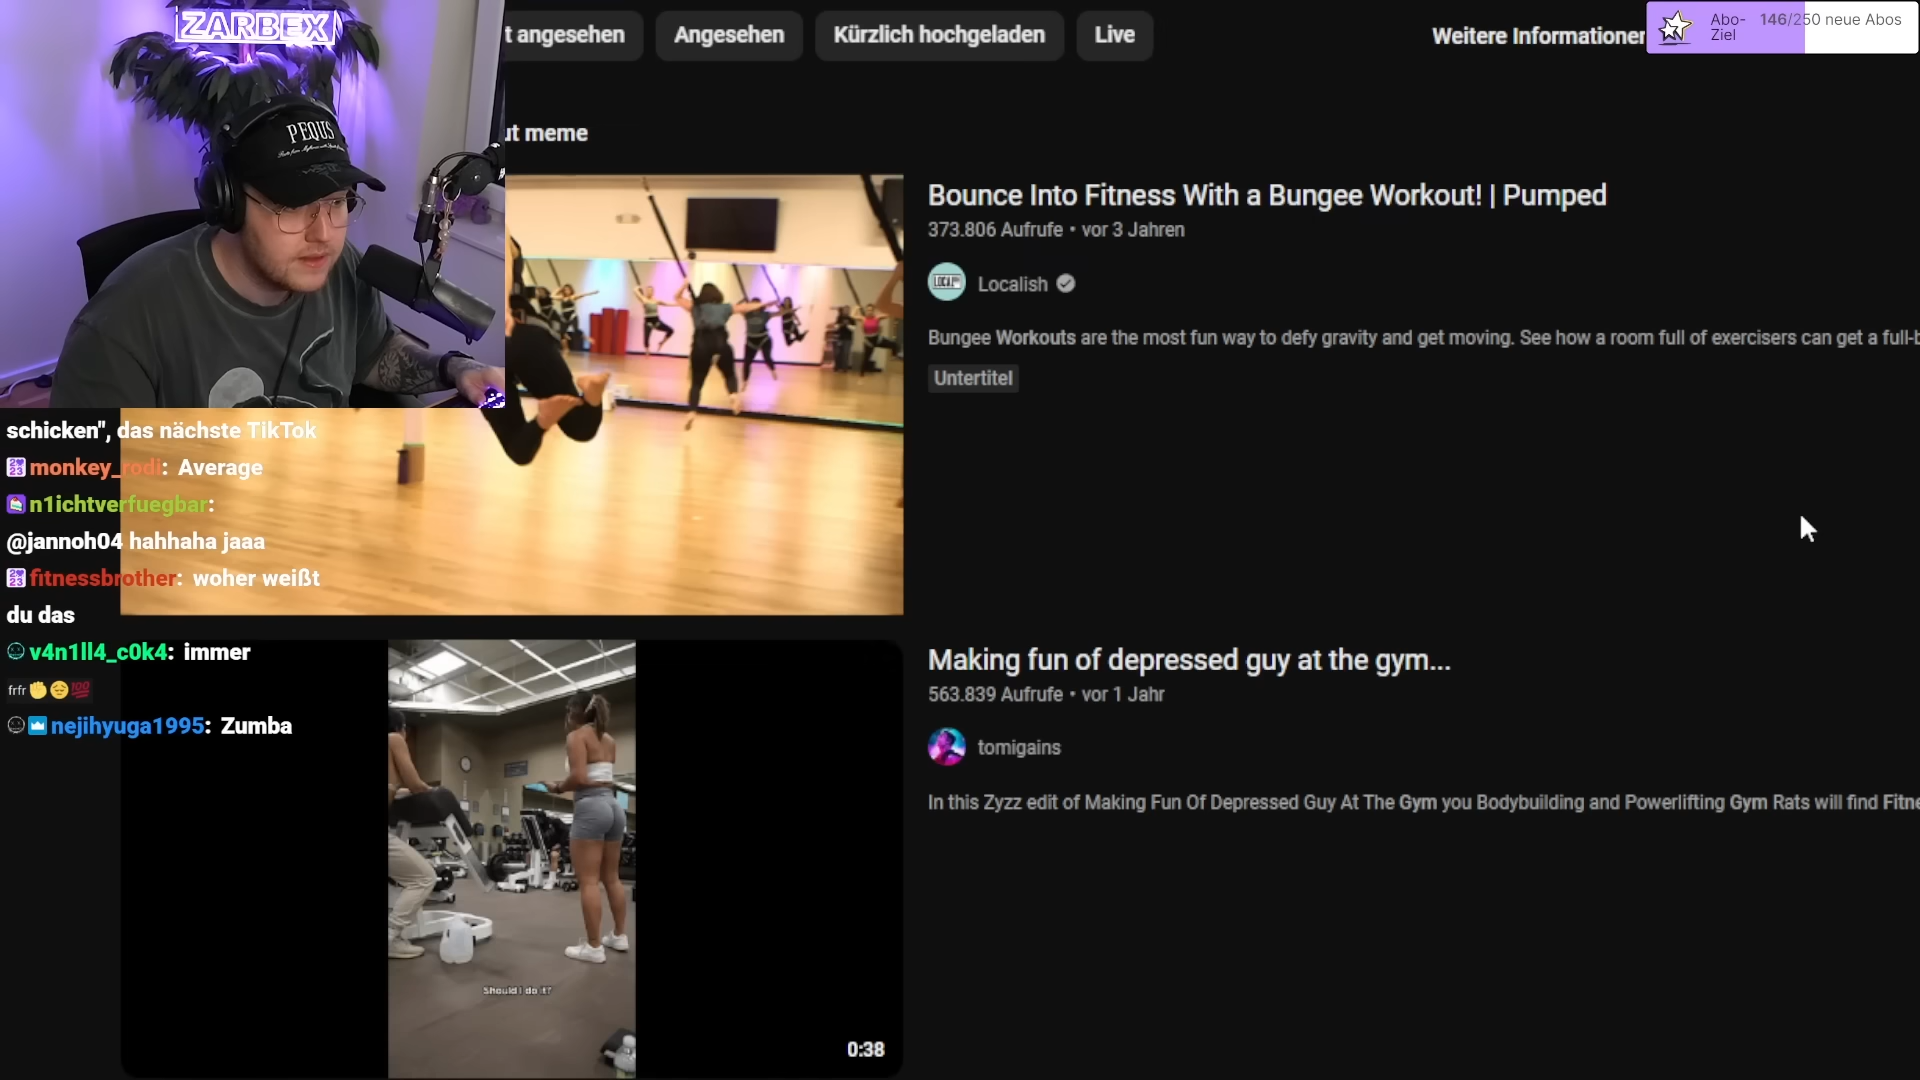 ZARBEX
PEQUS
t angesehen
Angesehen
Kürzlich hochgeladen
Live
Weitere Informationen
Abo-
Ziel
146/250 neue Abos
ut meme
Bounce Into Fitness With a Bungee Workout! | Pumped
373.806 Aufrufe • vor 3 Jahren
LOCAL
Localish
Bungee Workouts are the most fun way to defy gravity and get moving. See how a room full of exercisers can get a full-b
Untertitel
schicken", das nächste TikTok
monkey_rodi: Average
n1ichtverfuegbar:
@jannoh04 hahhaha jaaa
fitnessbrother: woher weißt
du das
v4n1ll4_c0k4: immer
frfr✊😔💯
nejihyuga1995: Zumba
Making fun of depressed guy at the gym...
563.839 Aufrufe • vor 1 Jahr
tomigains
In this Zyzz edit of Making Fun Of Depressed Guy At The Gym you Bodybuilding and Powerlifting Gym Rats will find Fitne
Should I do it?
0:38